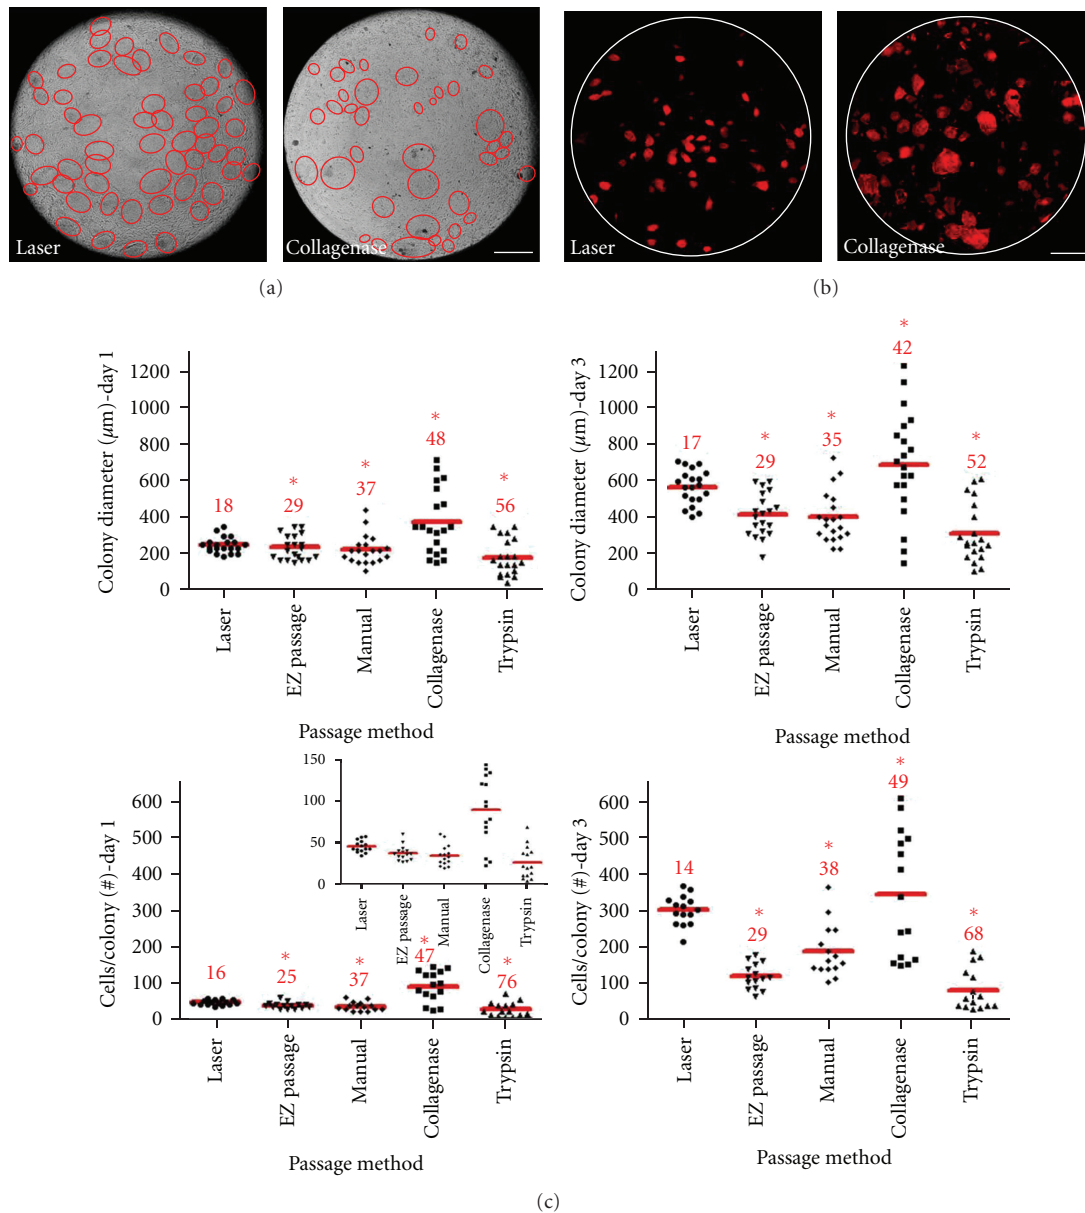 Laser
Collagenase
Laser
Collagenase
(a)
(b)
Colony diameter (μm)-day 1
1200
1000
800
600
400
200
0
18
*
29
*
37
*
48
*
56
Laser
EZ passage
Manual
Collagenase
Trypsin
Passage method
Colony diameter (μm)-day 3
1200
1000
800
600
400
200
0
17
*
29
*
35
*
42
*
52
Laser
EZ passage
Manual
Collagenase
Trypsin
Passage method
Cells/colony (#)-day 1
600
500
400
300
200
100
0
16
*
25
*
37
*
47
*
76
Laser
EZ passage
Manual
Collagenase
Trypsin
Passage method
150
100
50
0
Laser
EZ passage
Manual
Collagenase
Trypsin
Cells/colony (#)-day 3
600
500
400
300
200
100
0
14
*
29
*
38
*
49
*
68
Laser
EZ passage
Manual
Collagenase
Trypsin
Passage method
(c)